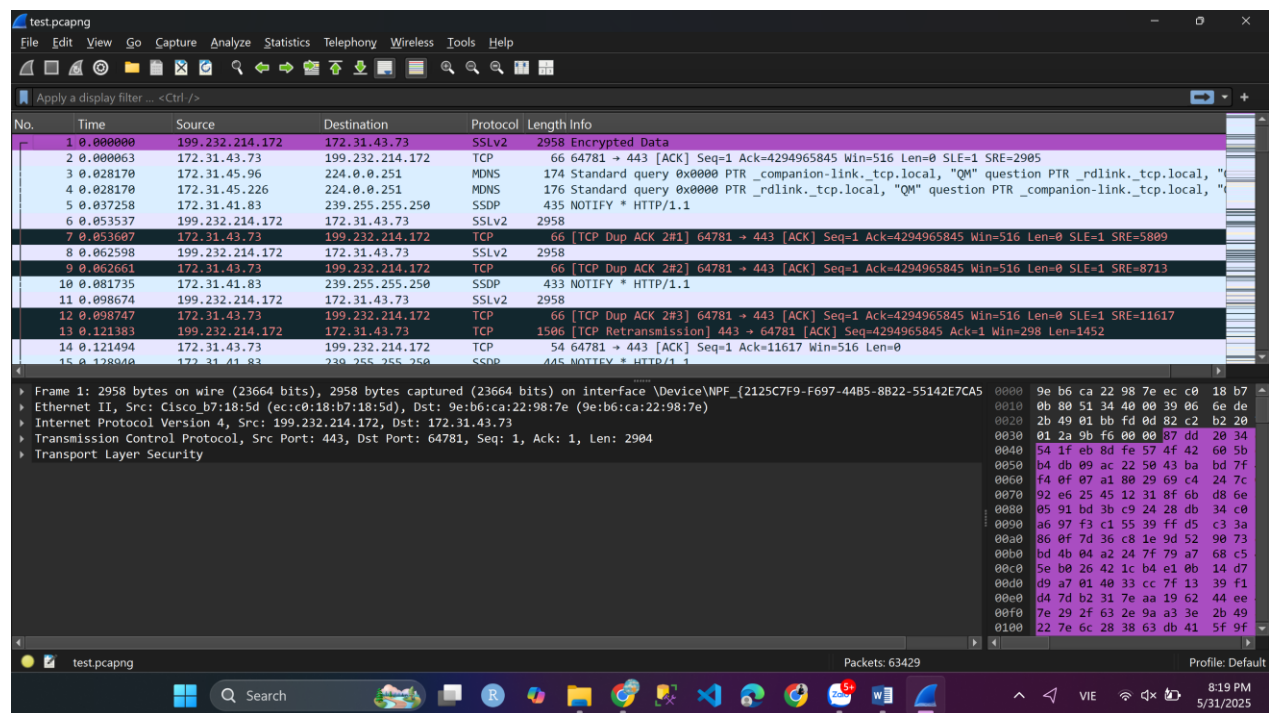 test.pcapng
File Edit View Go Capture Analyze Statistics Telephony Wireless Tools Help
Apply a display filter ... <Ctrl-/>
No. Time Source Destination Protocol Length Info
1 0.000000 199.232.214.172 172.31.43.73 SSLv2 2958 Encrypted Data
2 0.000063 172.31.43.73 199.232.214.172 TCP 66 64781 → 443 [ACK] Seq=1 Ack=4294965845 Win=516 Len=0 SLE=1 SRE=2905
3 0.028170 172.31.45.96 224.0.0.251 MDNS 174 Standard query 0x0000 PTR _companion-link._tcp.local, "QM" question PTR _rdlink._tcp.local, "
4 0.028170 172.31.45.226 224.0.0.251 MDNS 176 Standard query 0x0000 PTR _rdlink._tcp.local, "QM" question PTR _companion-link._tcp.local, "
5 0.037258 172.31.41.83 239.255.255.250 SSDP 435 NOTIFY * HTTP/1.1
6 0.053537 199.232.214.172 172.31.43.73 SSLv2 2958
7 0.053607 172.31.43.73 199.232.214.172 TCP 66 [TCP Dup ACK 2#1] 64781 → 443 [ACK] Seq=1 Ack=4294965845 Win=516 Len=0 SLE=1 SRE=5809
8 0.062598 199.232.214.172 172.31.43.73 SSLv2 2958
9 0.062661 172.31.43.73 199.232.214.172 TCP 66 [TCP Dup ACK 2#2] 64781 → 443 [ACK] Seq=1 Ack=4294965845 Win=516 Len=0 SLE=1 SRE=8713
10 0.081735 172.31.41.83 239.255.255.250 SSDP 433 NOTIFY * HTTP/1.1
11 0.098674 199.232.214.172 172.31.43.73 SSLv2 2958
12 0.098747 172.31.43.73 199.232.214.172 TCP 66 [TCP Dup ACK 2#3] 64781 → 443 [ACK] Seq=1 Ack=4294965845 Win=516 Len=0 SLE=1 SRE=11617
13 0.121383 199.232.214.172 172.31.43.73 TCP 1506 [TCP Retransmission] 443 → 64781 [ACK] Seq=4294965845 Ack=1 Win=298 Len=1452
14 0.121494 172.31.43.73 199.232.214.172 TCP 54 64781 → 443 [ACK] Seq=1 Ack=11617 Win=516 Len=0
15 0.128940 172.31.41.83 239.255.255.250 SSDP 445 NOTIFY * HTTP/1.1
Frame 1: 2958 bytes on wire (23664 bits), 2958 bytes captured (23664 bits) on interface \Device\NPF_{2125C7F9-F697-44B5-8B22-55142E7CA5
Ethernet II, Src: Cisco_b7:18:5d (ec:c0:18:b7:18:5d), Dst: 9e:b6:ca:22:98:7e (9e:b6:ca:22:98:7e)
Internet Protocol Version 4, Src: 199.232.214.172, Dst: 172.31.43.73
Transmission Control Protocol, Src Port: 443, Dst Port: 64781, Seq: 1, Ack: 1, Len: 2904
Transport Layer Security
0000 9e b6 ca 22 98 7e ec c0 18 b7
0010 0b 80 51 34 40 00 39 06 6e de
0020 2b 49 01 bb fd 0d 82 c2 b2 20
0030 01 2a 9b f6 00 00 87 dd 20 34
0040 54 1f eb 8d fe 57 4f 42 60 5b
0050 b4 db 09 ac 22 50 43 ba bd 7f
0060 f4 0f 07 a1 80 29 69 c4 24 7c
0070 92 e6 25 45 12 31 8f 6b d8 6e
0080 05 91 bd 3b c9 24 28 db 34 c0
0090 a6 97 f3 c1 55 39 ff d5 c3 3a
00a0 86 0f 7d 36 c8 1e 9d 52 90 73
00b0 bd 4b 04 a2 24 7f 79 a7 68 c5
00c0 5e b0 26 42 1c b4 e1 0b 14 d7
00d0 d9 a7 01 40 33 cc 7f 13 39 f1
00e0 d4 7d b2 31 7e aa 19 62 44 ee
00f0 7e 29 2f 63 2e 9a a3 3e 2b 49
0100 22 7e 6c 28 38 63 db 41 5f 9f
test.pcapng Packets: 63429 Profile: Default
Search
5+
Zalo
VIE
8:19 PM
5/31/2025